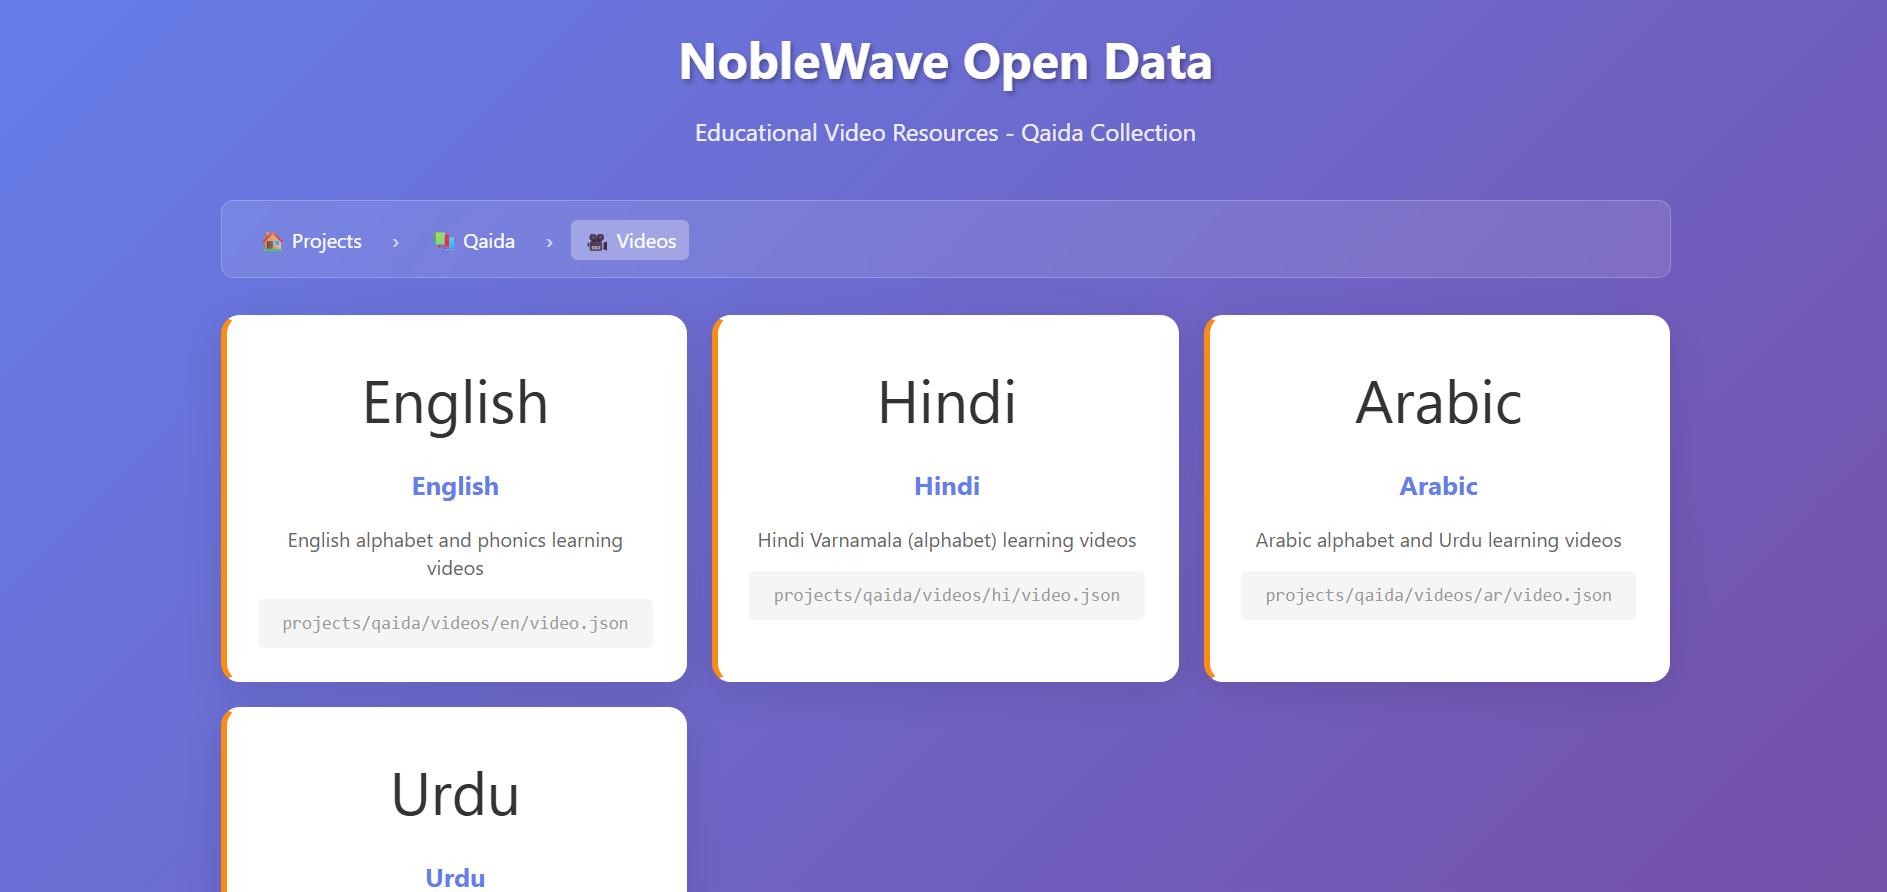 NobleWave Open Data
Educational Video Resources - Qaida Collection
Projects › Qaida › Videos
English
English
English alphabet and phonics learning
videos
projects/qaida/videos/en/video.json
Hindi
Hindi
Hindi Varnamala (alphabet) learning videos
projects/qaida/videos/hi/video.json
Arabic
Arabic
Arabic alphabet and Urdu learning videos
projects/qaida/videos/ar/video.json
Urdu
Urdu